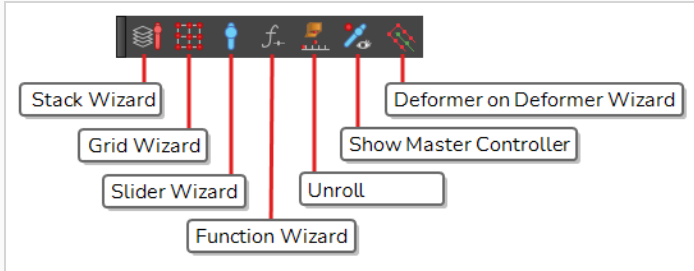 Stack Wizard
Deformer on Deformer Wizard
Grid Wizard
Show Master Controller
Slider Wizard
Unroll
Function Wizard